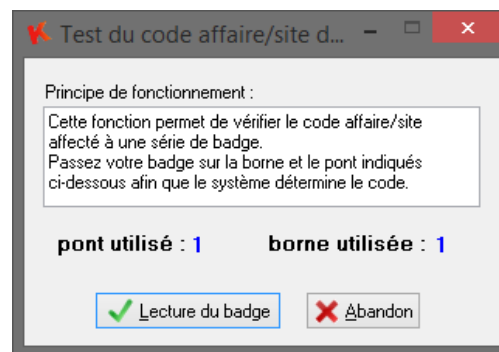 Test du code affaire/site d...
Principe de fonctionnement :
Cette fonction permet de vérifier le code affaire/site
affecté à une série de badge.
Passez votre badge sur la borne et le pont indiqués
ci-dessous afin que le système détermine le code.
pont utilisé : 1 borne utilisée : 1
Lecture du badge Abandon